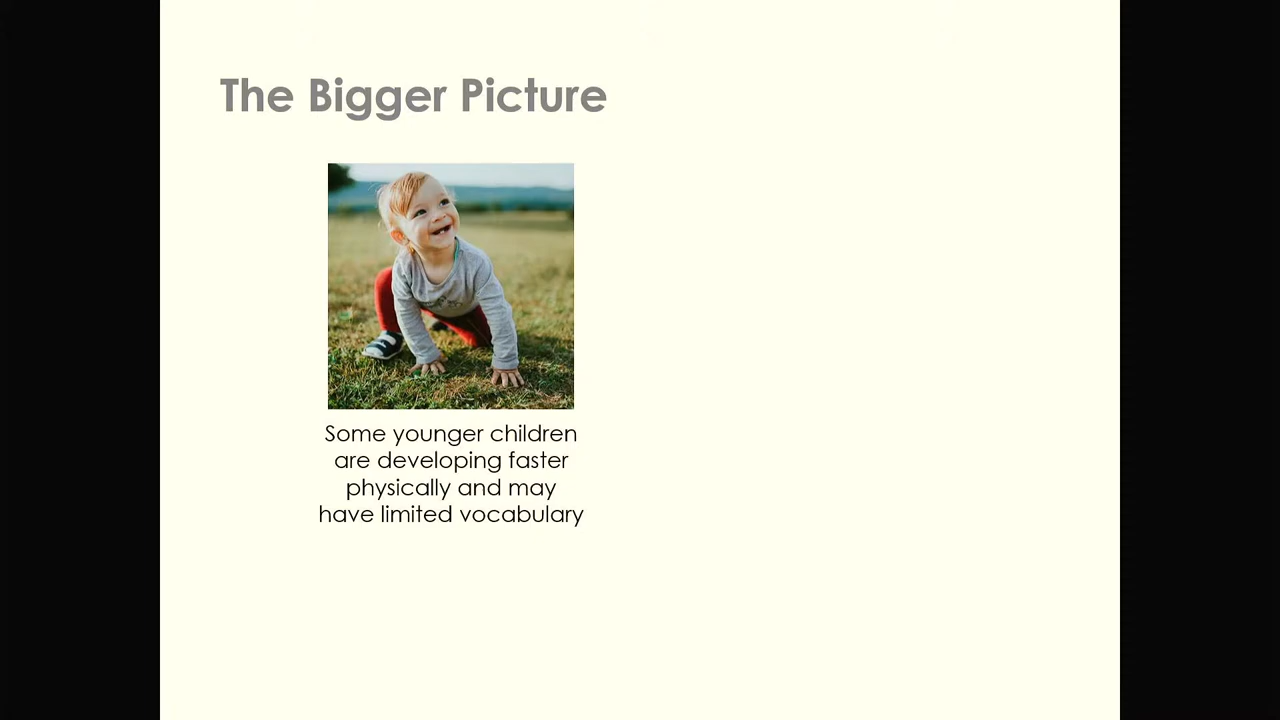 The Bigger Picture
Some younger children
are developing faster
physically and may
have limited vocabulary